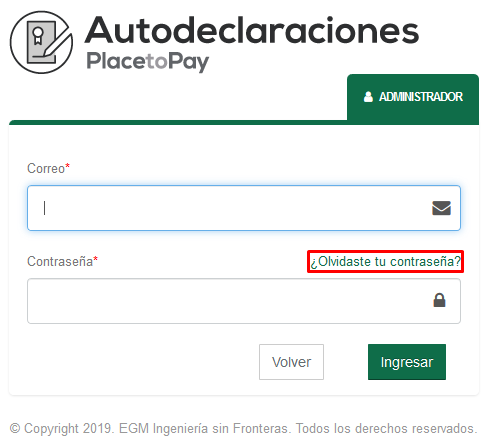 Autodeclaraciones
PlacetoPay
ADMINISTRADOR
Correo*
Contraseña*
¿Olvidaste tu contraseña?
Volver
Ingresar
© Copyright 2019. EGM Ingeniería sin Fronteras. Todos los derechos reservados.